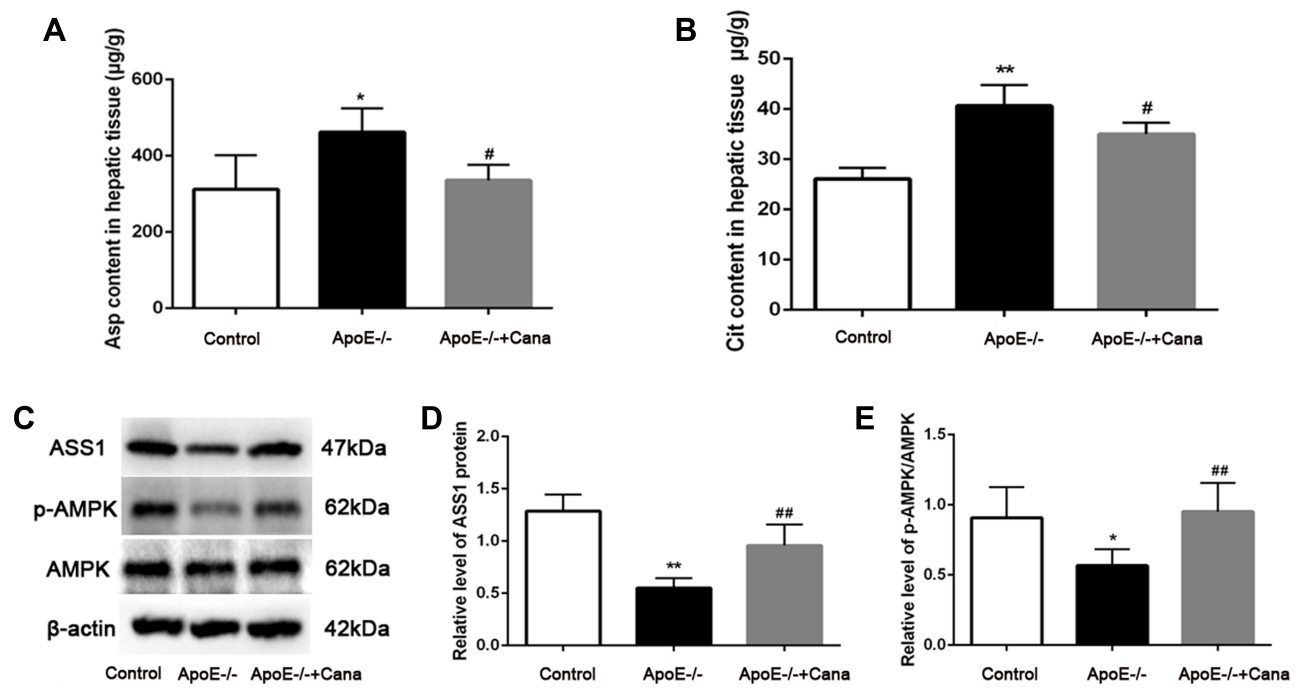 A
Asp content in hepatic tissue (μg/g)
600
400
200
0
*
#
Control
ApoE-/-
ApoE-/-+Cana
B
Cit content in hepatic tissue μg/g)
50
40
30
20
10
0
**
#
Control
ApoE-/-
ApoE-/-+Cana
C
ASS1
47kDa
p-AMPK
62kDa
AMPK
62kDa
β-actin
42kDa
Control
ApoE-/-
ApoE-/-+Cana
D
Relative level of ASS1 protein
2.0
1.5
1.0
0.5
0.0
**
##
Control
ApoE-/-
ApoE-/-+Cana
E
Relative level of p-AMPK/AMPK
1.5
1.0
0.5
0.0
*
##
Control
ApoE-/-
ApoE-/-+Cana